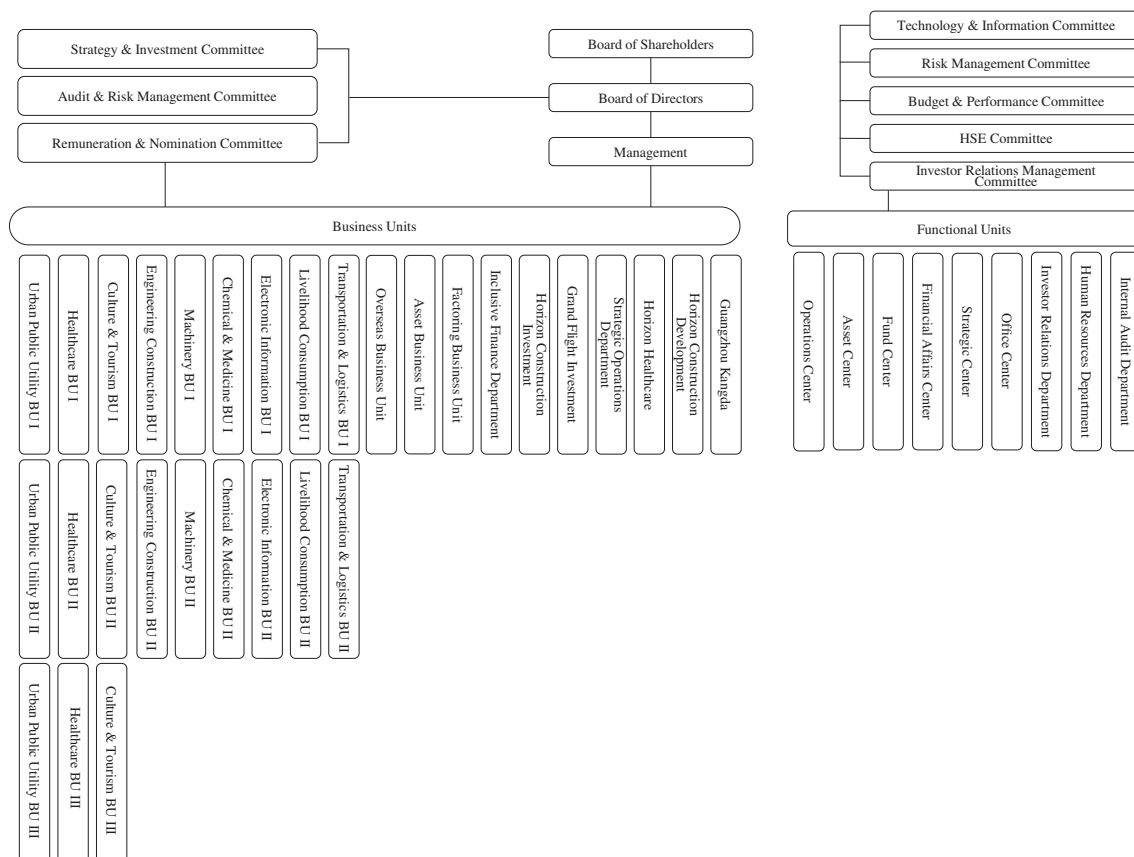 Strategy & Investment Committee
Audit & Risk Management Committee
Remuneration & Nomination Committee
Board of Shareholders
Board of Directors
Management
Technology & Information Committee
Risk Management Committee
Budget & Performance Committee
HSE Committee
Investor Relations Management
Committee
Business Units
Functional Units
Urban Public Utility BU I
Healthcare BU I
Culture & Tourism BU I
Engineering Construction BU I
Machinery BU I
Chemical & Medicine BU I
Electronic Information BU I
Livelihood Consumption BU I
Transportation & Logistics BU I
Overseas Business Unit
Asset Business Unit
Factoring Business Unit
Inclusive Finance Department
Horizon Construction
Investment
Grand Flight Investment
Strategic Operations
Department
Horizon Healthcare
Horizon Construction
Development
Guangzhou Kangda
Operations Center
Asset Center
Fund Center
Financial Affairs Center
Strategic Center
Office Center
Investor Relations Department
Human Resources Department
Internal Audit Department
Urban Public Utility BU II
Healthcare BU II
Culture & Tourism BU II
Engineering Construction BU II
Machinery BU II
Chemical & Medicine BU II
Electronic Information BU II
Livelihood Consumption BU II
Transportation & Logistics BU II
Urban Public Utility BU III
Healthcare BU III
Culture & Tourism BU III